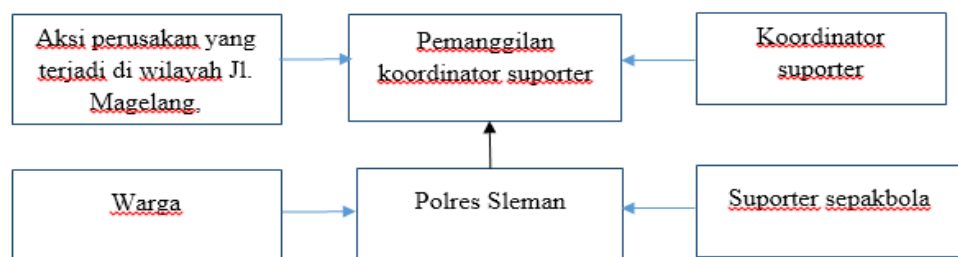 Aksi perusakan yang
terjadi di wilayah Jl.
Magelang.
Pemanggilan
koordinator suporter
Koordinator
suporter
Warga
Polres Sleman
Suporter sepakbola